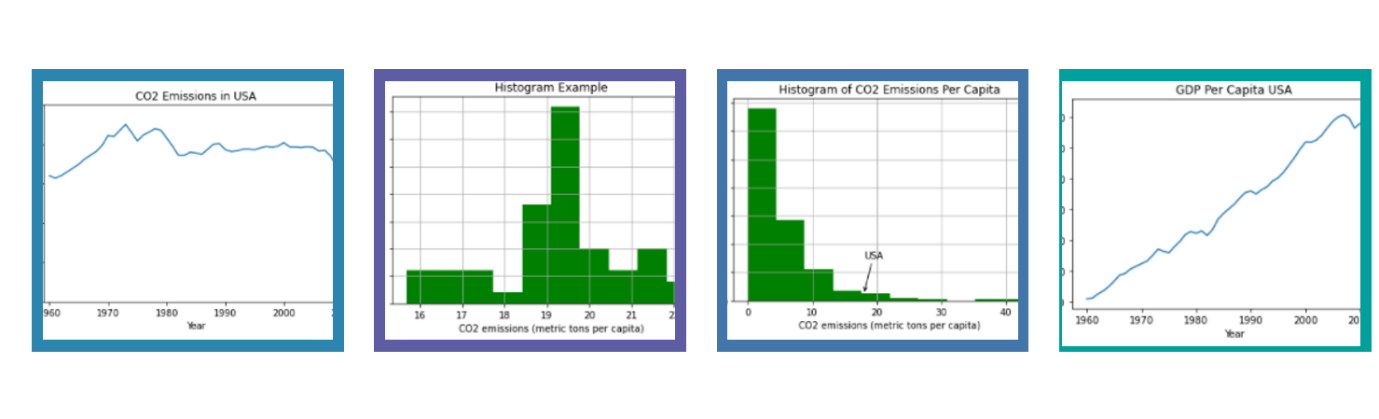 CO2 Emissions in USA
960 1970 1980 1990 2000
Year
Histogram Example
16 17 18 19 20 21 2
CO2 emissions (metric tons per capita)
Histogram of CO2 Emissions Per Capita
USA
0 10 20 30 40
CO2 emissions (metric tons per capita)
GDP Per Capita USA
1960 1970 1980 1990 2000 20
Year